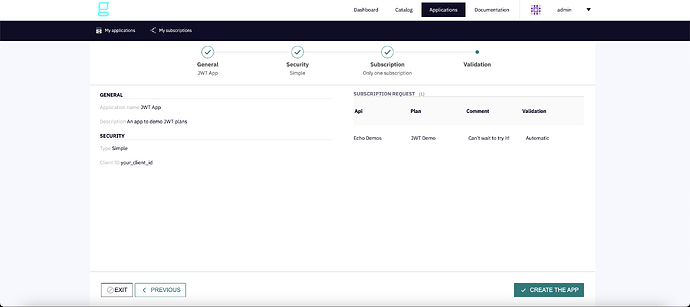 Dashboard Catalog Applications Documentation admin
My applications My subscriptions
General Security Subscription Validation
JWT App Simple Only one subscription
GENERAL
Application name JWT App
Description An app to demo JWT plans
SECURITY
Type Simple
Client ID your_client_id
SUBSCRIPTION REQUEST (1)
Api Plan Comment Validation
Echo Demos JWT Demo Can't wait to try it! Automatic
EXIT PREVIOUS CREATE THE APP